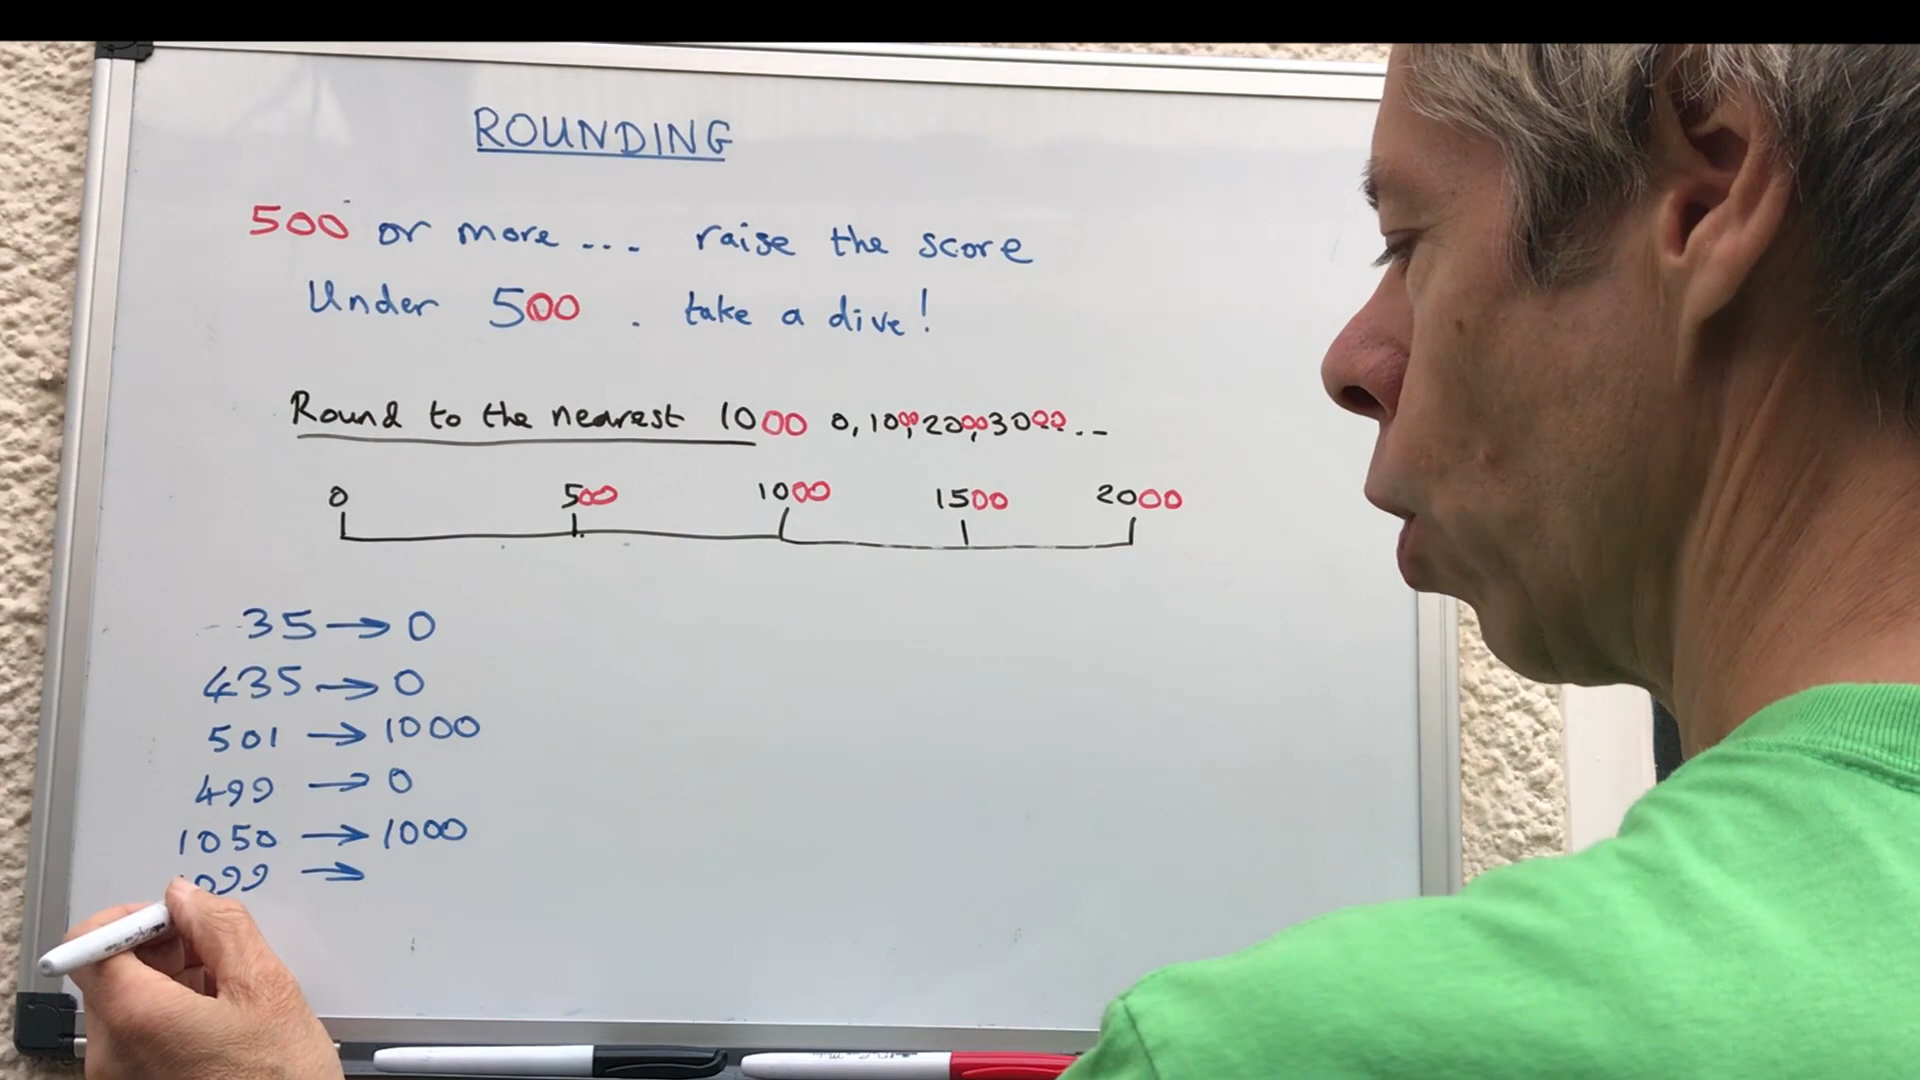 ROUNDING
500 or more ... raise the score
Under 500 . take a dive!
Round to the nearest 1000 0, 1000, 2000, 3000 ...
0 500 1000 1500 2000
35 → 0
435 → 0
501 → 1000
499 → 0
1050 → 1000
1099 →